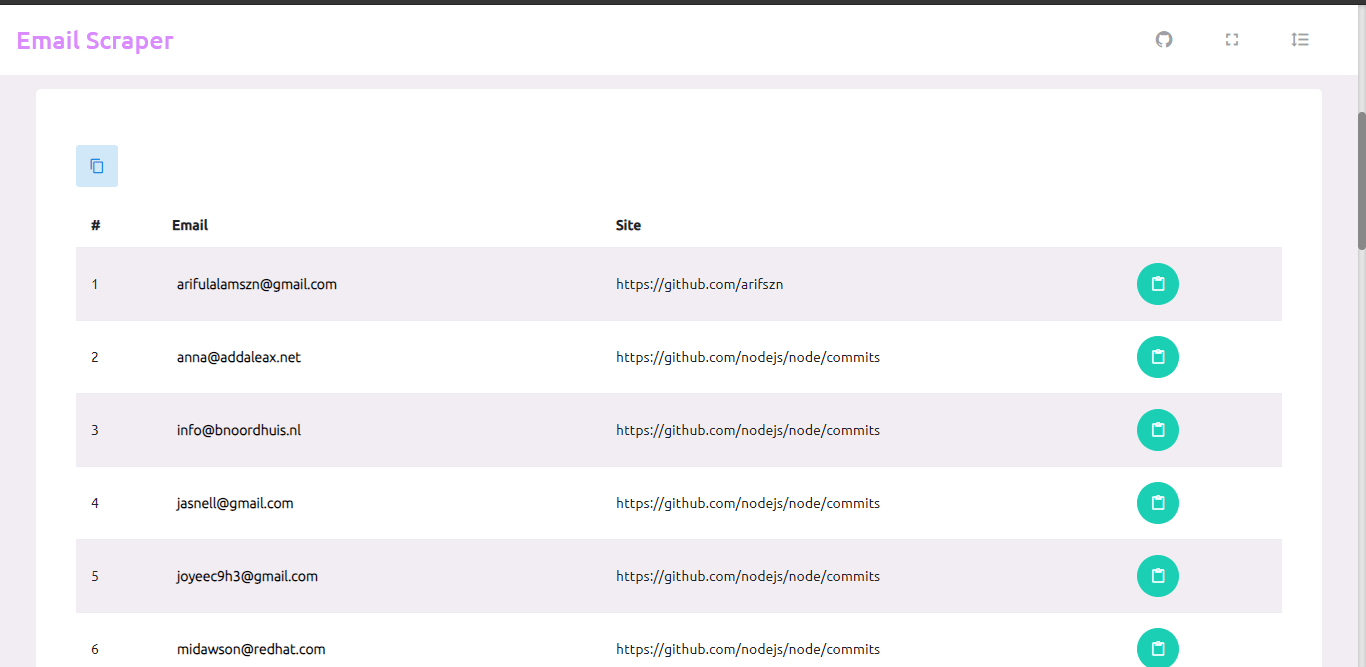 Email Scraper
# Email Site
1 arifulalamszn@gmail.com https://github.com/arifszn
2 anna@addaleax.net https://github.com/nodejs/node/commits
3 info@bnoordhuis.nl https://github.com/nodejs/node/commits
4 jasnell@gmail.com https://github.com/nodejs/node/commits
5 joyeec9h3@gmail.com https://github.com/nodejs/node/commits
6 midawson@redhat.com https://github.com/nodejs/node/commits